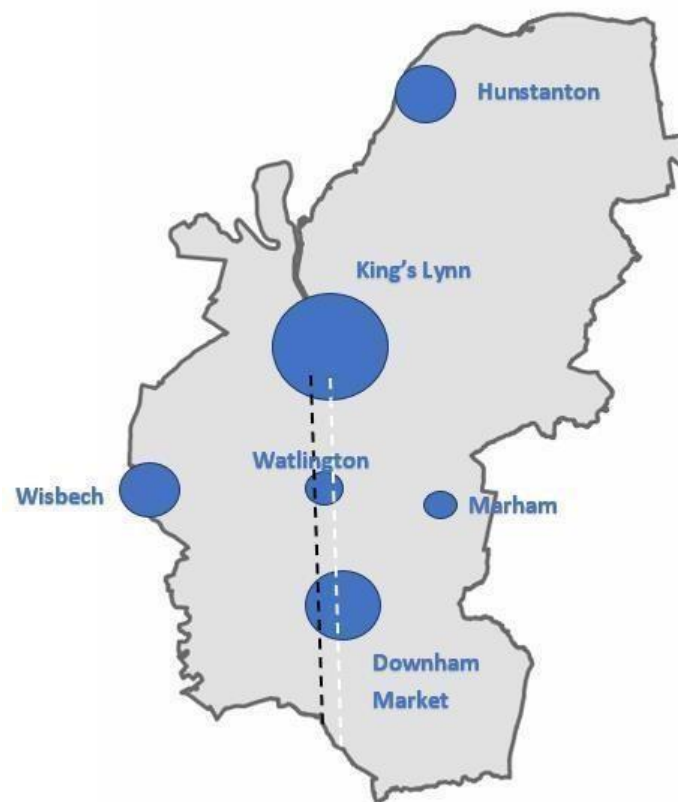 Hunstanton
King's Lynn
Watlington
Wisbech
Marham
Downham
Market